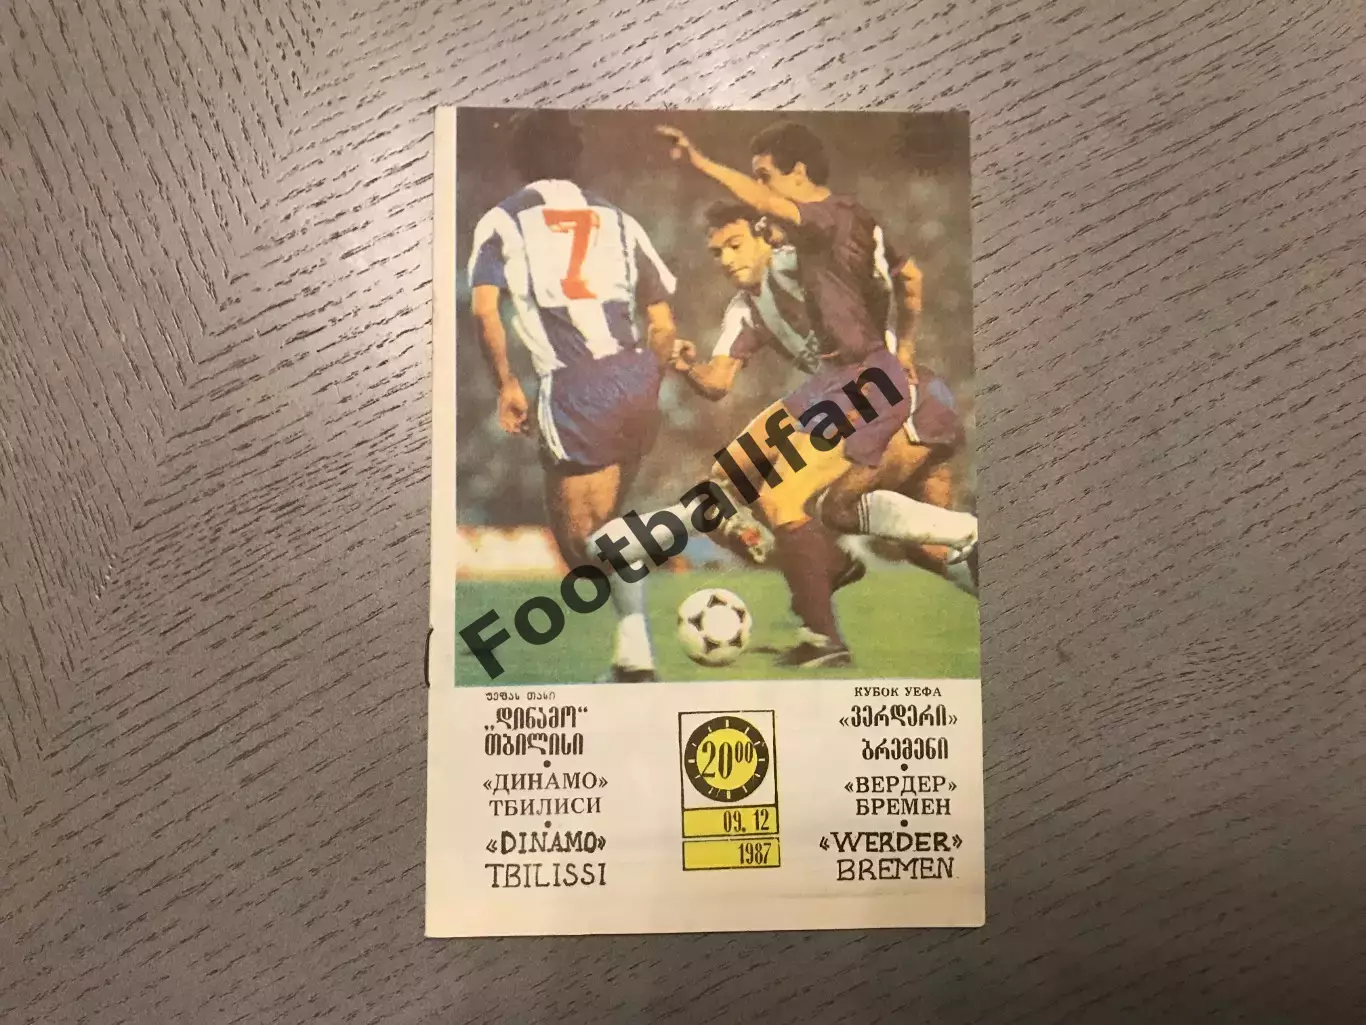 7
Footballfan
უეფას თასი
„დინამო“
თბილისი
«ДИНАМО»
ТБИЛИСИ
«DINAMO»
TBILISSI
20⁰⁰
09.12
1987
КУБОК УЕФА
«ვერდერი»
ბრემენი
«ВЕРДЕР»
БРЕМЕН
«WERDER»
BREMEN